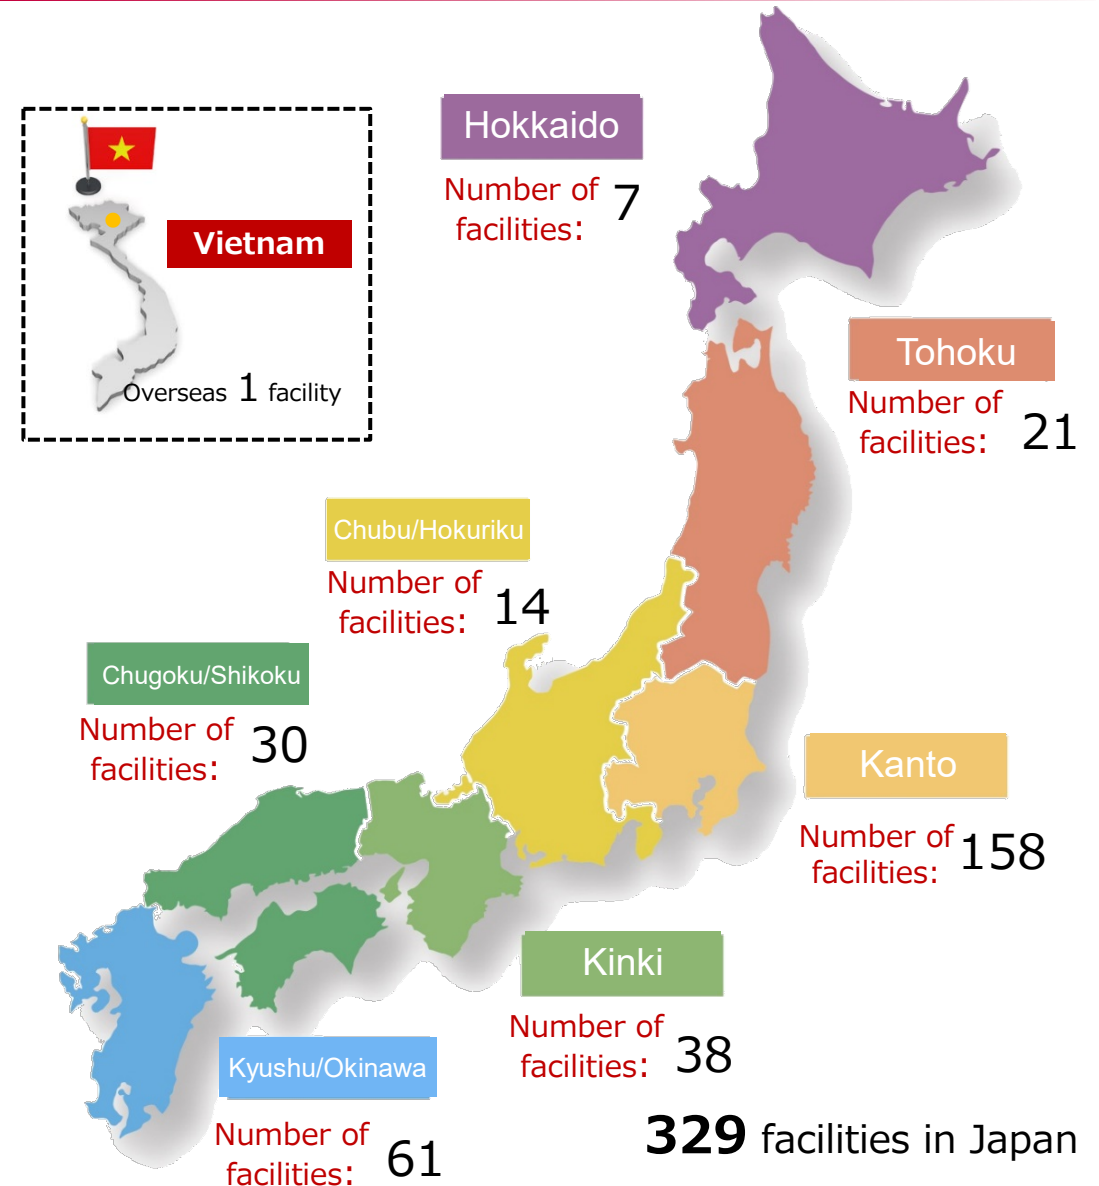 Hokkaido
Number of
facilities:
7
Vietnam
Overseas 1 facility
Tohoku
Number of
facilities:
21
Chubu/Hokuriku
Number of
facilities:
14
Chugoku/Shikoku
Number of
facilities:
30
Kanto
Number of
facilities:
158
Kinki
Number of
facilities:
38
Kyushu/Okinawa
Number of
facilities:
61
329 facilities in Japan